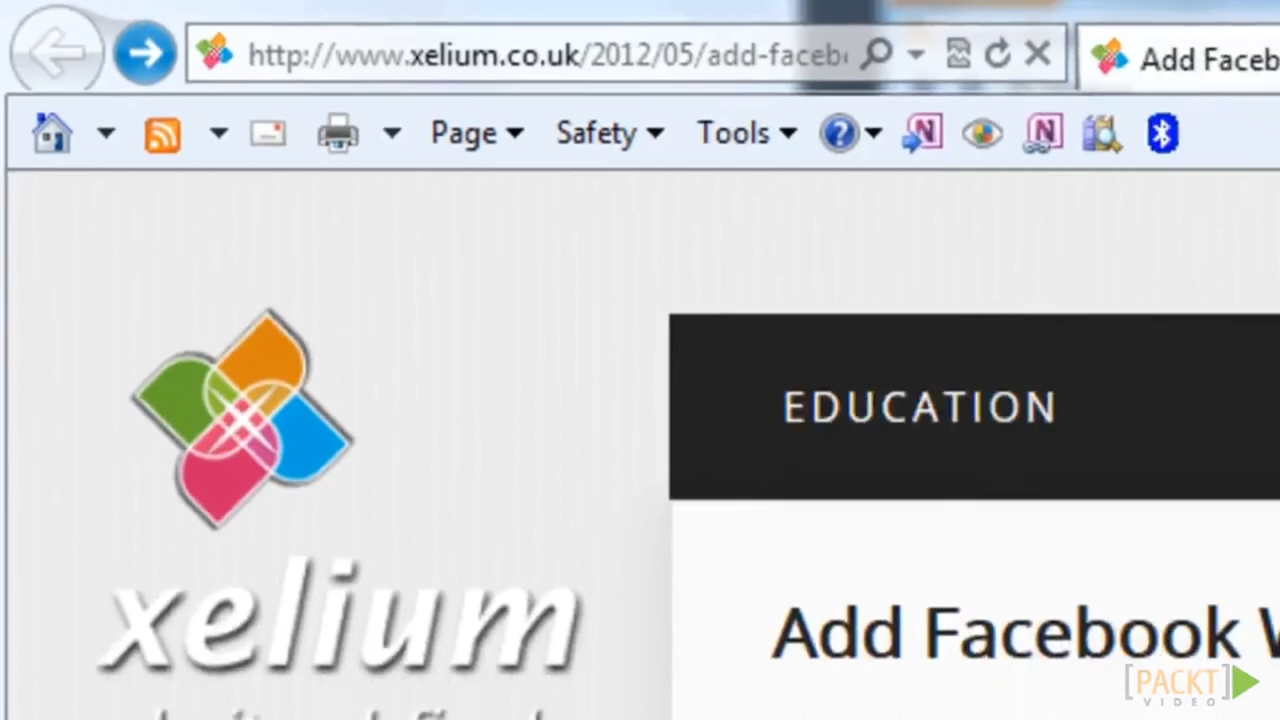 http://www.xelium.co.uk/2012/05/add-faceb
Add Faceb
Page
Safety
Tools
EDUCATION
xelium
Add Facebook
PACKT
VIDEO